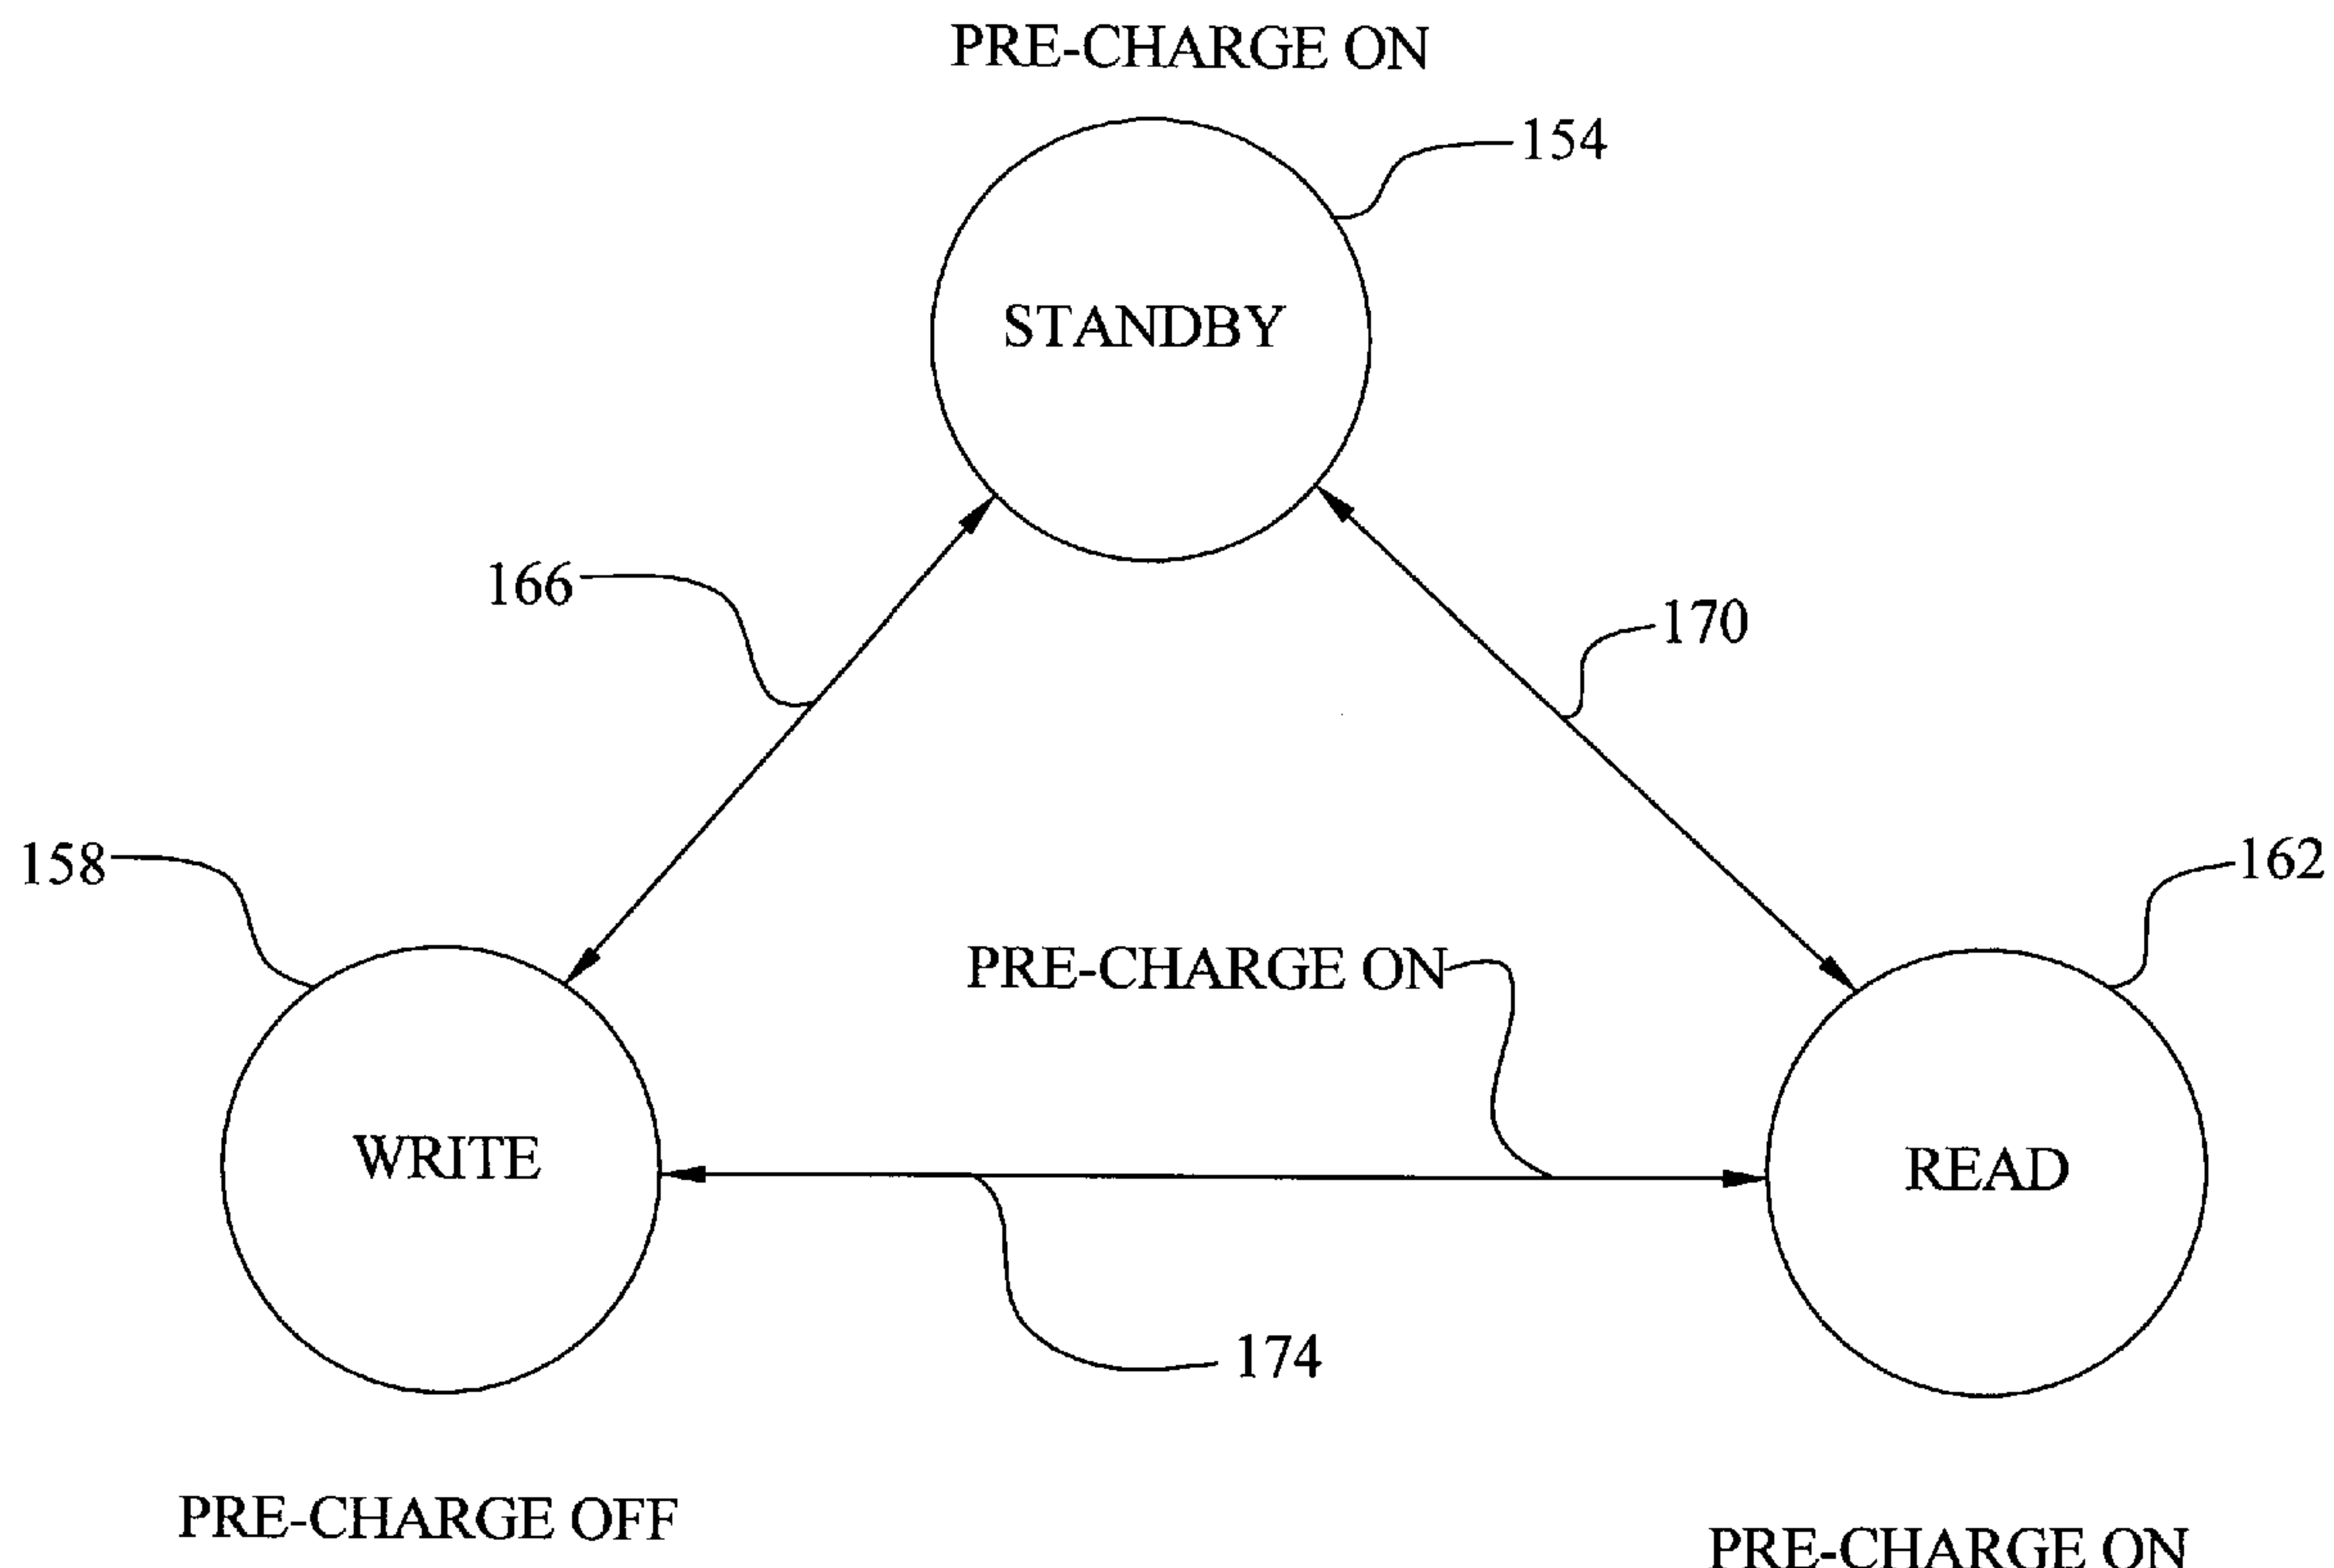 PRE-CHARGE ON
154
STANDBY
166
170
158
162
PRE-CHARGE ON
WRITE
READ
174
PRE-CHARGE OFF
PRE-CHARGE ON